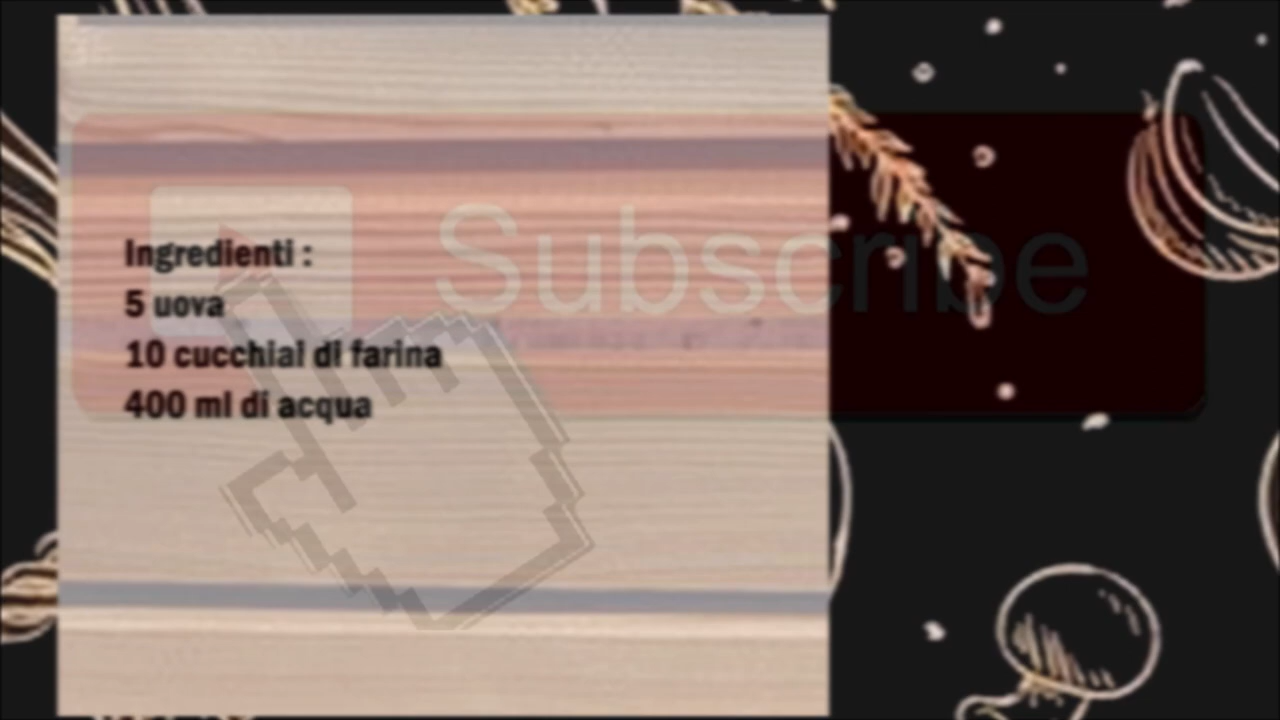 Subscribe
Ingredienti :
5 uova
10 cucchiai di farina
400 ml di acqua